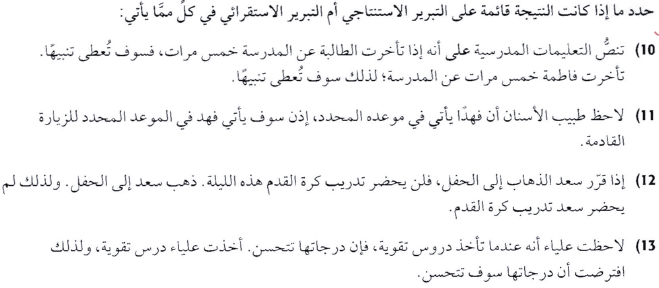 حدد ما إذا كانت النتيجة قائمة على التبرير الاستنتاجي أم التبرير الاستقرائي في كلّ ممَّا يأتي:
(10 تنصُّ التعليمات المدرسية على أنه إذا تأخرت الطالبة عن المدرسة خمس مرات، فسوف تُعطى تنبيهًا.
تأخرت فاطمة خمس مرات عن المدرسة؛ لذلك سوف تُعطى تنبيهًا.
(11 لاحظ طبيب الأسنان أن فهدًا يأتي في موعده المحدد، إذن سوف يأتي فهد في الموعد المحدد للزيارة
القادمة.
(12 إذا قرّر سعد الذهاب إلى الحفل، فلن يحضر تدريب كرة القدم هذه الليلة. ذهب سعد إلى الحفل. ولذلك لم
يحضر سعد تدريب كرة القدم.
(13 لاحظت علياء أنه عندما تأخذ دروس تقوية، فإن درجاتها تتحسن. أخذت علياء درس تقوية، ولذلك
افترضت أن درجاتها سوف تتحسن.